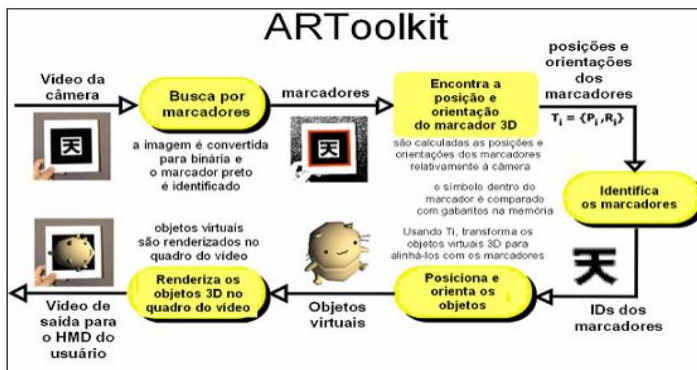 ARToolkit
Vídeo da
câmera
Busca por
marcadores
a imagem é convertida
para binária e
o marcador preto
é identificado
marcadores
Encontra a
posição e
orientação
do marcador 3D
são calculadas as posições e
orientações dos marcadores
relativamente à câmera
posições e
orientações
dos
marcadores
Ti = {Pi,Ri}
Identifica
os marcadores
o símbolo dentro do
marcador é comparado
com gabaritos na memória
天
IDs dos
marcadores
Usando Ti, transforma os
objetos virtuais 3D para
alinhá-los com os marcadores
Posiciona e
orienta os
objetos
Objetos
virtuais
objetos virtuais
são renderizados no
quadro do vídeo
Renderiza os
objetos 3D no
quadro do vídeo
Vídeo de
saída para
o HMD do
usuário
天
天